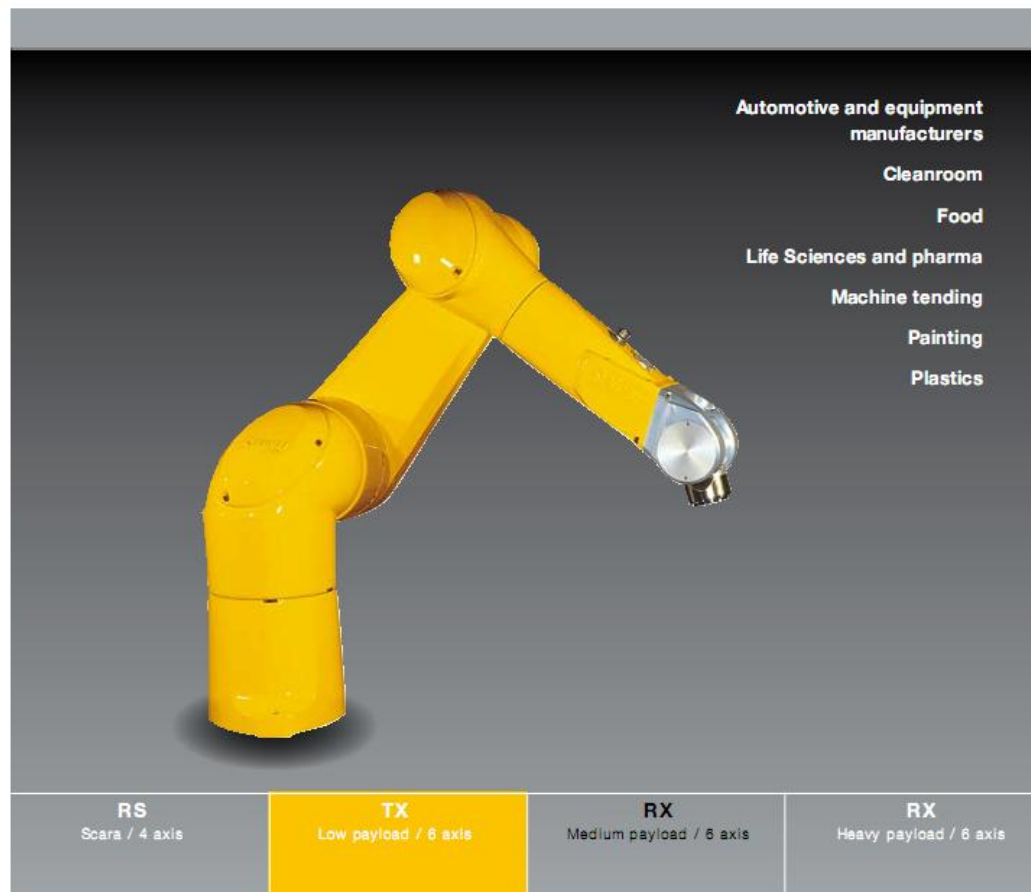 Automotive and equipment
manufacturers
Cleanroom
Food
Life Sciences and pharma
Machine tending
Painting
Plastics
RS
Scara / 4 axis
TX
Low payload / 6 axis
RX
Medium payload / 6 axis
RX
Heavy payload / 6 axis